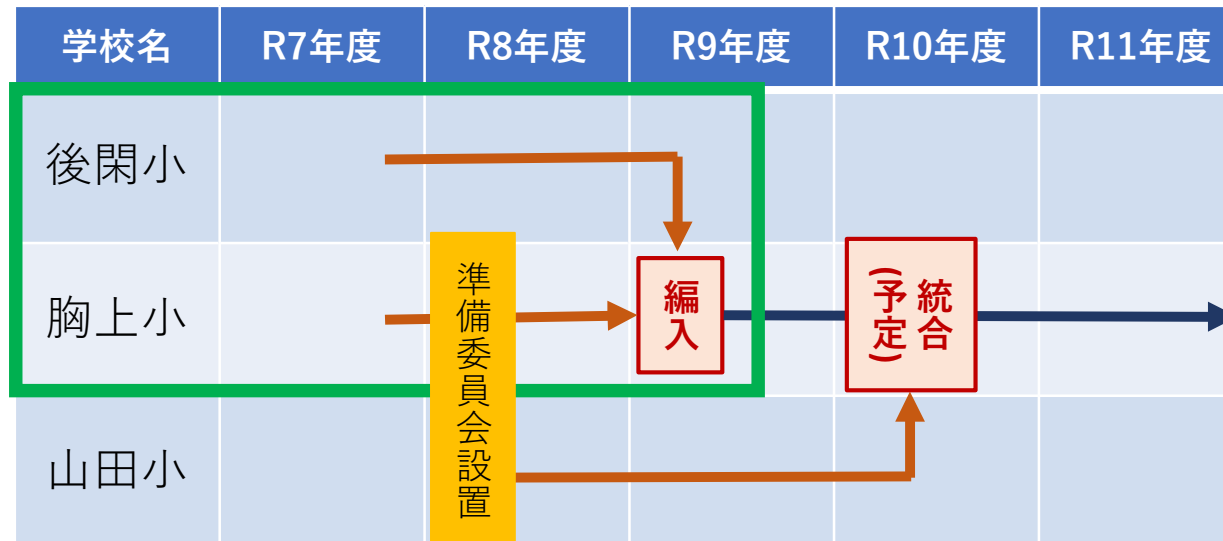 学校名 R7年度 R8年度 R9年度 R10年度 R11年度
後閑小
胸上小
山田小
準備委員会設置
編入
統合
(予定)